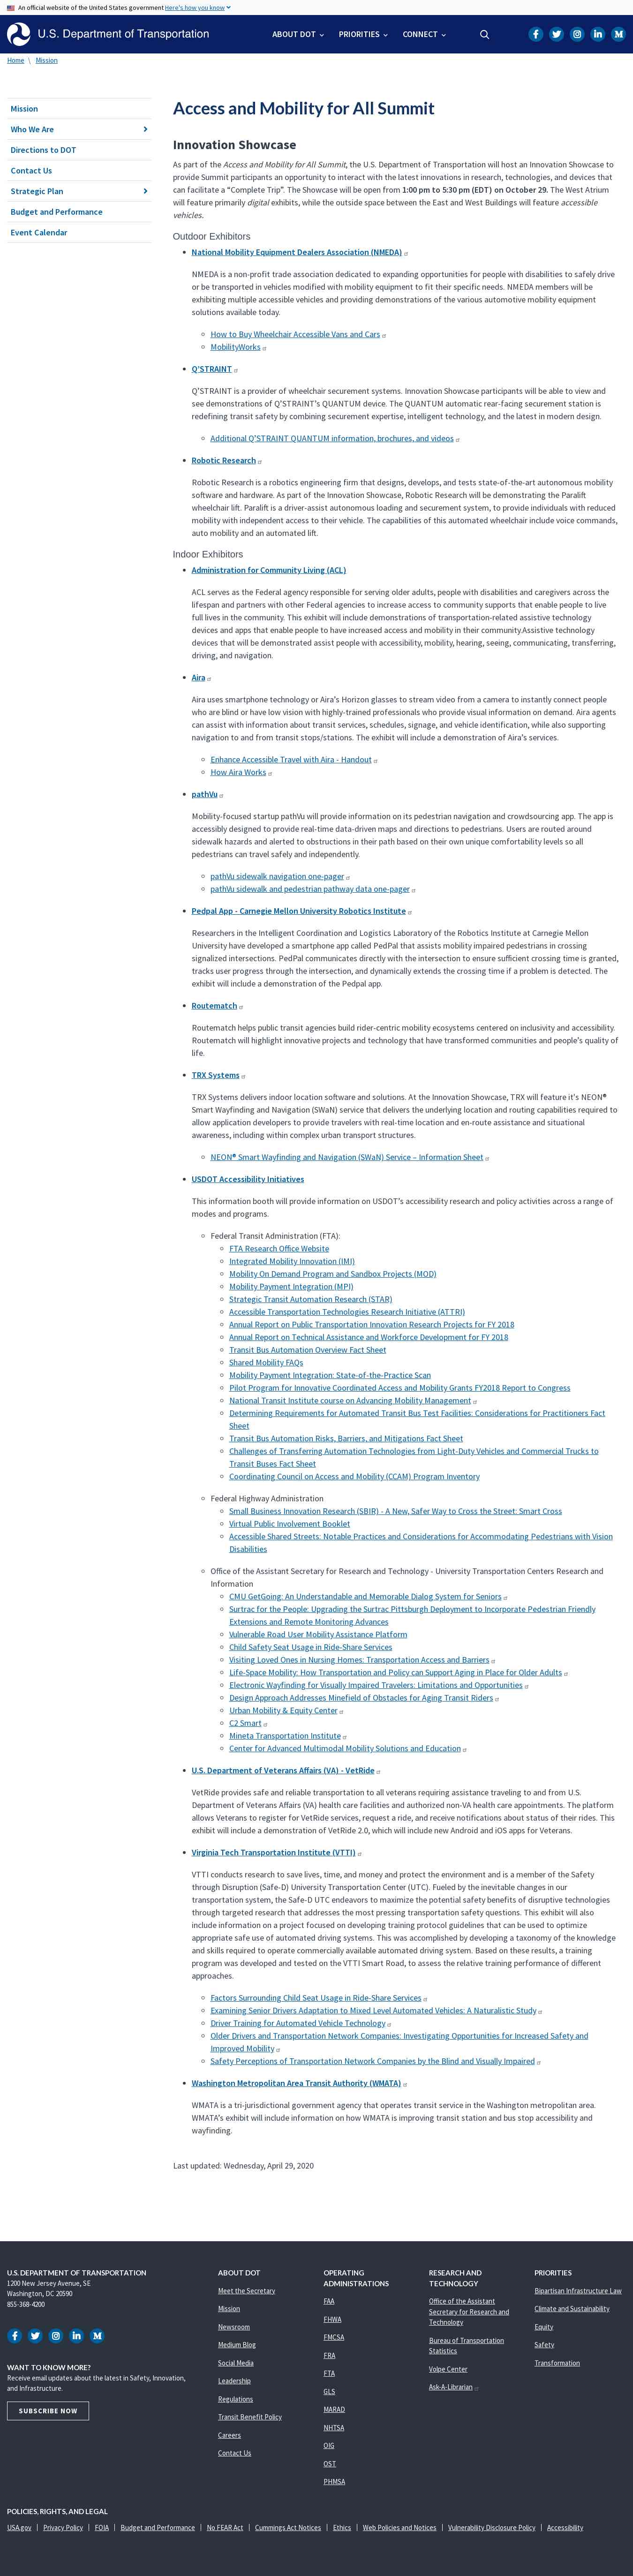 An official website of the United States government Here's how you know
U.S. Department of Transportation
ABOUT DOT
PRIORITIES
CONNECT
Home \ Mission
Mission
Who We Are
Directions to DOT
Contact Us
Strategic Plan
Budget and Performance
Event Calendar
Access and Mobility for All Summit
Innovation Showcase
As part of the Access and Mobility for All Summit, the U.S. Department of Transportation will host an Innovation Showcase to
provide Summit participants an opportunity to interact with the latest innovations in research, technologies, and devices that
can facilitate a “Complete Trip”. The Showcase will be open from 1:00 pm to 5:30 pm (EDT) on October 29. The West Atrium
will feature primarily digital exhibits, while the outside space between the East and West Buildings will feature accessible
vehicles.
Outdoor Exhibitors
• National Mobility Equipment Dealers Association (NMEDA)
NMEDA is a non-profit trade association dedicated to expanding opportunities for people with disabilities to safely drive
or be transported in vehicles modified with mobility equipment to fit their specific needs. NMEDA members will be
exhibiting multiple accessible vehicles and providing demonstrations of the various automotive mobility equipment
solutions available today.
○ How to Buy Wheelchair Accessible Vans and Cars
○ MobilityWorks
• Q’STRAINT
Q’STRAINT is a provider of wheelchair securement systems. Innovation Showcase participants will be able to view and
see demonstrations of Q’STRAINT’s QUANTUM device. The QUANTUM automatic rear-facing securement station is
redefining transit safety by combining securement expertise, intelligent technology, and the latest in modern design.
○ Additional Q’STRAINT QUANTUM information, brochures, and videos
• Robotic Research
Robotic Research is a robotics engineering firm that designs, develops, and tests state-of-the-art autonomous mobility
software and hardware. As part of the Innovation Showcase, Robotic Research will be demonstrating the Paralift
wheelchair lift. Paralift is a driver-assist autonomous loading and securement system, to provide individuals with reduced
mobility with independent access to their vehicle. The capabilities of this automated wheelchair include voice commands,
auto mobility and an automated lift.
Indoor Exhibitors
• Administration for Community Living (ACL)
ACL serves as the Federal agency responsible for serving older adults, people with disabilities and caregivers across the
lifespan and partners with other Federal agencies to increase access to community supports that enable people to live
full lives in the community. This exhibit will include demonstrations of transportation-related assistive technology
devices and apps that enable people to have increased access and mobility in their community.Assistive technology
devices that will be demonstrated assist people with accessibility, mobility, hearing, seeing, communicating, transferring,
driving, and navigation.
• Aira
Aira uses smartphone technology or Aira’s Horizon glasses to stream video from a camera to instantly connect people
who are blind or have low vision with highly-trained and skilled professionals who provide visual information. Aira agents
can assist with information about transit services, schedules, signage, and vehicle identification, while also supporting
navigation to and from transit stops/stations. The exhibit will include a demonstration of Aira’s services.
○ Enhance Accessible Travel with Aira - Handout
○ How Aira Works
• pathVu
Mobility-focused startup pathVu will provide information on its pedestrian navigation and crowdsourcing app. The app is
accessibly designed to provide real-time data-driven maps and directions to pedestrians. Users are routed around
sidewalk hazards and alerted to obstructions in their path based on their own unique comfortability levels so all
pedestrians can travel safely and independently.
○ pathVu sidewalk navigation one-pager
○ pathVu sidewalk and pedestrian pathway data one-pager
• Pedpal App - Carnegie Mellon University Robotics Institute
Researchers in the Intelligent Coordination and Logistics Laboratory of the Robotics Institute at Carnegie Mellon
University developed a smartphone app called PedPal that assists mobility impaired pedestrians in crossing
signalized intersections. PedPal communicates directly with the intersection to ensure sufficient crossing time is granted,
tracks user progress through the intersection, and dynamically extends the crossing time if a problem is detected. The
exhibit will include a demonstration of the Pedpal app.
• Routematch
Routematch helps public transit agencies build rider-centric mobility ecosystems centered on inclusivity and accessibility.
Routematch will highlight innovative projects and technology that have transformed communities and people’s quality of
life.
• TRX Systems
TRX Systems delivers indoor location software and solutions. At the Innovation Showcase, TRX will feature it's NEON®
Smart Wayfinding and Navigation (SWaN) service that delivers the underlying location and routing capabilities required to
allow application developers to provide travelers with real-time location and en-route assistance and situational
awareness, including within complex urban transport structures.
○ NEON® Smart Wayfinding and Navigation (SWaN) Service – Information Sheet
• USDOT Accessibility Initiatives
This information booth will provide information on USDOT’s accessibility research and policy activities across a range of
modes and programs.
○ Federal Transit Administration (FTA):
○ FTA Research Office Website
○ Integrated Mobility Innovation (IMI)
○ Mobility On Demand Program and Sandbox Projects (MOD)
○ Mobility Payment Integration (MPI)
○ Strategic Transit Automation Research (STAR)
○ Accessible Transportation Technologies Research Initiative (ATTRI)
○ Annual Report on Public Transportation Innovation Research Projects for FY 2018
○ Annual Report on Technical Assistance and Workforce Development for FY 2018
○ Transit Bus Automation Overview Fact Sheet
○ Shared Mobility FAQs
○ Mobility Payment Integration: State-of-the-Practice Scan
○ Pilot Program for Innovative Coordinated Access and Mobility Grants FY2018 Report to Congress
○ National Transit Institute course on Advancing Mobility Management
○ Determining Requirements for Automated Transit Bus Test Facilities: Considerations for Practitioners Fact
Sheet
○ Transit Bus Automation Risks, Barriers, and Mitigations Fact Sheet
○ Challenges of Transferring Automation Technologies from Light-Duty Vehicles and Commercial Trucks to
Transit Buses Fact Sheet
○ Coordinating Council on Access and Mobility (CCAM) Program Inventory
○ Federal Highway Administration
○ Small Business Innovation Research (SBIR) - A New, Safer Way to Cross the Street: Smart Cross
○ Virtual Public Involvement Booklet
○ Accessible Shared Streets: Notable Practices and Considerations for Accommodating Pedestrians with Vision
Disabilities
○ Office of the Assistant Secretary for Research and Technology - University Transportation Centers Research and
Information
○ CMU GetGoing: An Understandable and Memorable Dialog System for Seniors
○ Surtrac for the People: Upgrading the Surtrac Pittsburgh Deployment to Incorporate Pedestrian Friendly
Extensions and Remote Monitoring Advances
○ Vulnerable Road User Mobility Assistance Platform
○ Child Safety Seat Usage in Ride-Share Services
○ Visiting Loved Ones in Nursing Homes: Transportation Access and Barriers
○ Life-Space Mobility: How Transportation and Policy can Support Aging in Place for Older Adults
○ Electronic Wayfinding for Visually Impaired Travelers: Limitations and Opportunities
○ Design Approach Addresses Minefield of Obstacles for Aging Transit Riders
○ Urban Mobility & Equity Center
○ C2 Smart
○ Mineta Transportation Institute
○ Center for Advanced Multimodal Mobility Solutions and Education
• U.S. Department of Veterans Affairs (VA) - VetRide
VetRide provides safe and reliable transportation to all veterans requiring assistance traveling to and from U.S.
Department of Veterans Affairs (VA) health care facilities and authorized non-VA health care appointments. The platform
allows veterans to register for VetRide services, request a ride, and receive notifications about status of their rides. This
exhibit will include a demonstration of VetRide 2.0, which will include new Android and iOS apps for Veterans.
• Virginia Tech Transportation Institute (VTTI)
VTTI conducts research to save lives, time, and money and protect the environment and is a member of the Safety
through Disruption (Safe-D) University Transportation Center (UTC). Fueled by the inevitable changes in our
transportation system, the Safe-D UTC endeavors to maximize the potential safety benefits of disruptive technologies
through targeted research that addresses the most pressing transportation safety questions. This exhibit will also
include information on a project focused on developing training protocol guidelines that can be used to optimize
appropriate safe use of automated driving systems. This was accomplished by developing a taxonomy of the knowledge
and skills required to operate commercially available automated driving system. Based on these results, a training
program was developed and tested on the VTTI Smart Road, to assess the relative training performance of different
approaches.
○ Factors Surrounding Child Seat Usage in Ride-Share Services
○ Examining Senior Drivers Adaptation to Mixed Level Automated Vehicles: A Naturalistic Study
○ Driver Training for Automated Vehicle Technology
○ Older Drivers and Transportation Network Companies: Investigating Opportunities for Increased Safety and
Improved Mobility
○ Safety Perceptions of Transportation Network Companies by the Blind and Visually Impaired
• Washington Metropolitan Area Transit Authority (WMATA)
WMATA is a tri-jurisdictional regional agency that operates transit service in the Washington metropolitan area.
WMATA’s exhibit will include information on how WMATA is improving transit station and bus stop accessibility and
wayfinding.
Last updated: Wednesday, April 29, 2020
U.S. DEPARTMENT OF TRANSPORTATION
1200 New Jersey Avenue, SE
Washington, DC 20590
855-368-4200
WANT TO KNOW MORE?
Receive email updates about the latest in Safety, Innovation,
and Infrastructure.
SUBSCRIBE NOW
ABOUT DOT
Meet the Secretary
Mission
Newsroom
Medium Blog
Social Media
Leadership
Regulations
Transit Benefit Policy
Careers
Contact Us
OPERATING
ADMINISTRATIONS
FAA
FHWA
FMCSA
FRA
FTA
GLS
MARAD
NHTSA
OIG
OST
PHMSA
RESEARCH AND
TECHNOLOGY
Office of the Assistant
Secretary for Research and
Technology
Bureau of Transportation
Statistics
Volpe Center
Ask-A-Librarian
PRIORITIES
Bipartisan Infrastructure Law
Climate and Sustainability
Equity
Safety
Transformation
POLICIES, RIGHTS, AND LEGAL
USA.gov | Privacy Policy | FOIA | Budget and Performance | No FEAR Act | Cummings Act Notices | Ethics | Web Policies and Notices | Vulnerability Disclosure Policy | Accessibility